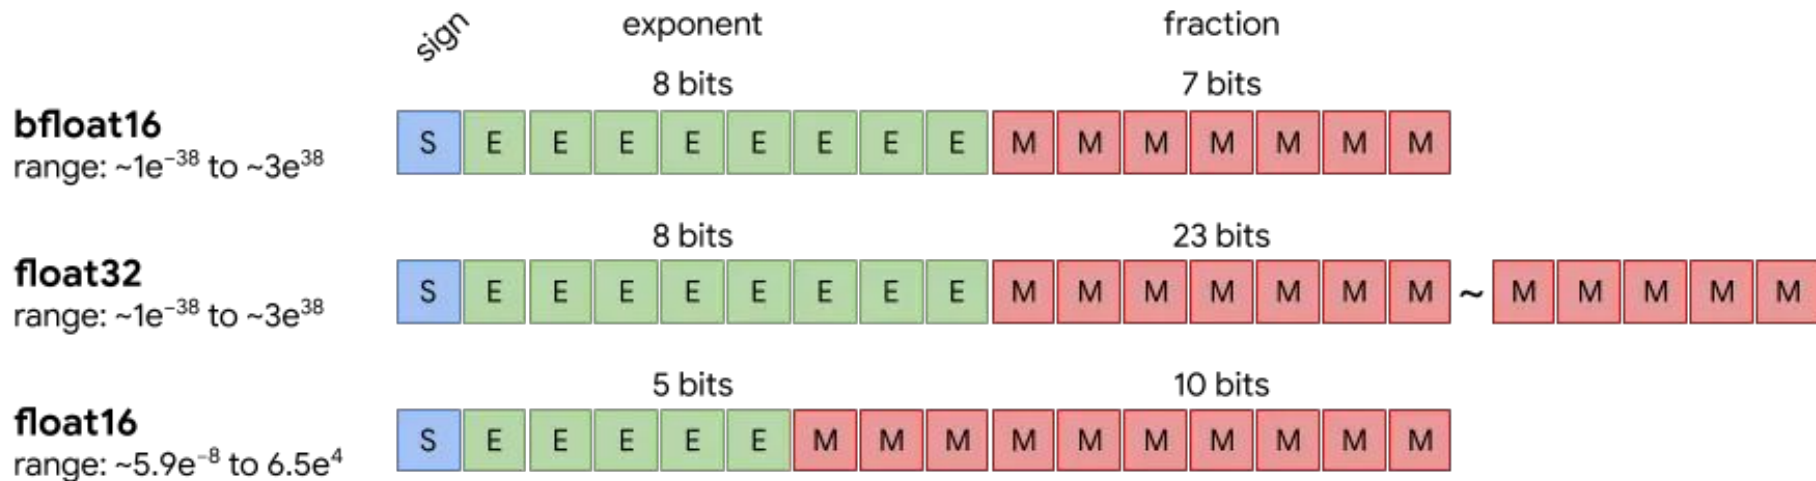 sign exponent fraction
8 bits 7 bits
bfloat16 S E E E E E E E E M M M M M M M
range: ~1e⁻³⁸ to ~3e³⁸
8 bits 23 bits
float32 S E E E E E E E E M M M M M M M ~ M M M M M
range: ~1e⁻³⁸ to ~3e³⁸
5 bits 10 bits
float16 S E E E E E M M M M M M M M M M
range: ~5.9e⁻⁸ to 6.5e⁴